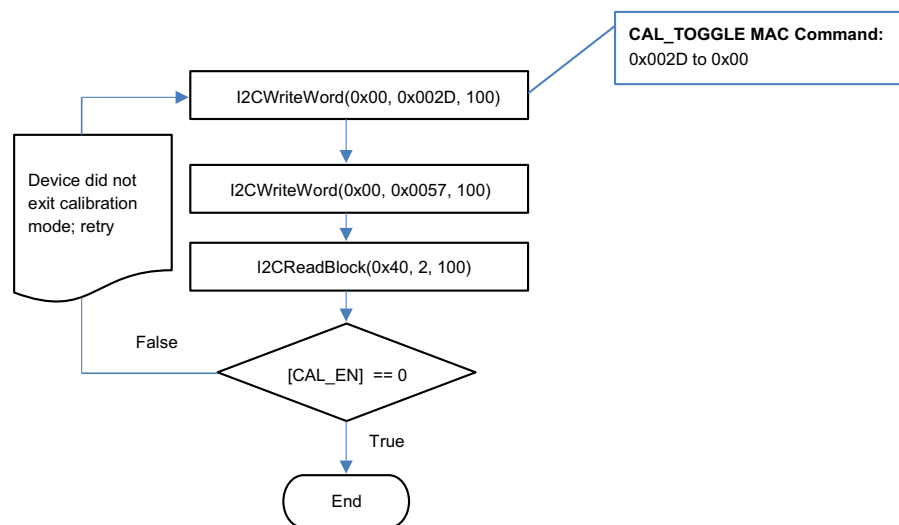 CAL_TOGGLE MAC Command:
0x002D to 0x00
I2CWriteWord(0x00, 0x002D, 100)
Device did not
exit calibration
mode; retry
I2CWriteWord(0x00, 0x0057, 100)
I2CReadBlock(0x40, 2, 100)
False
[CAL_EN] == 0
True
End